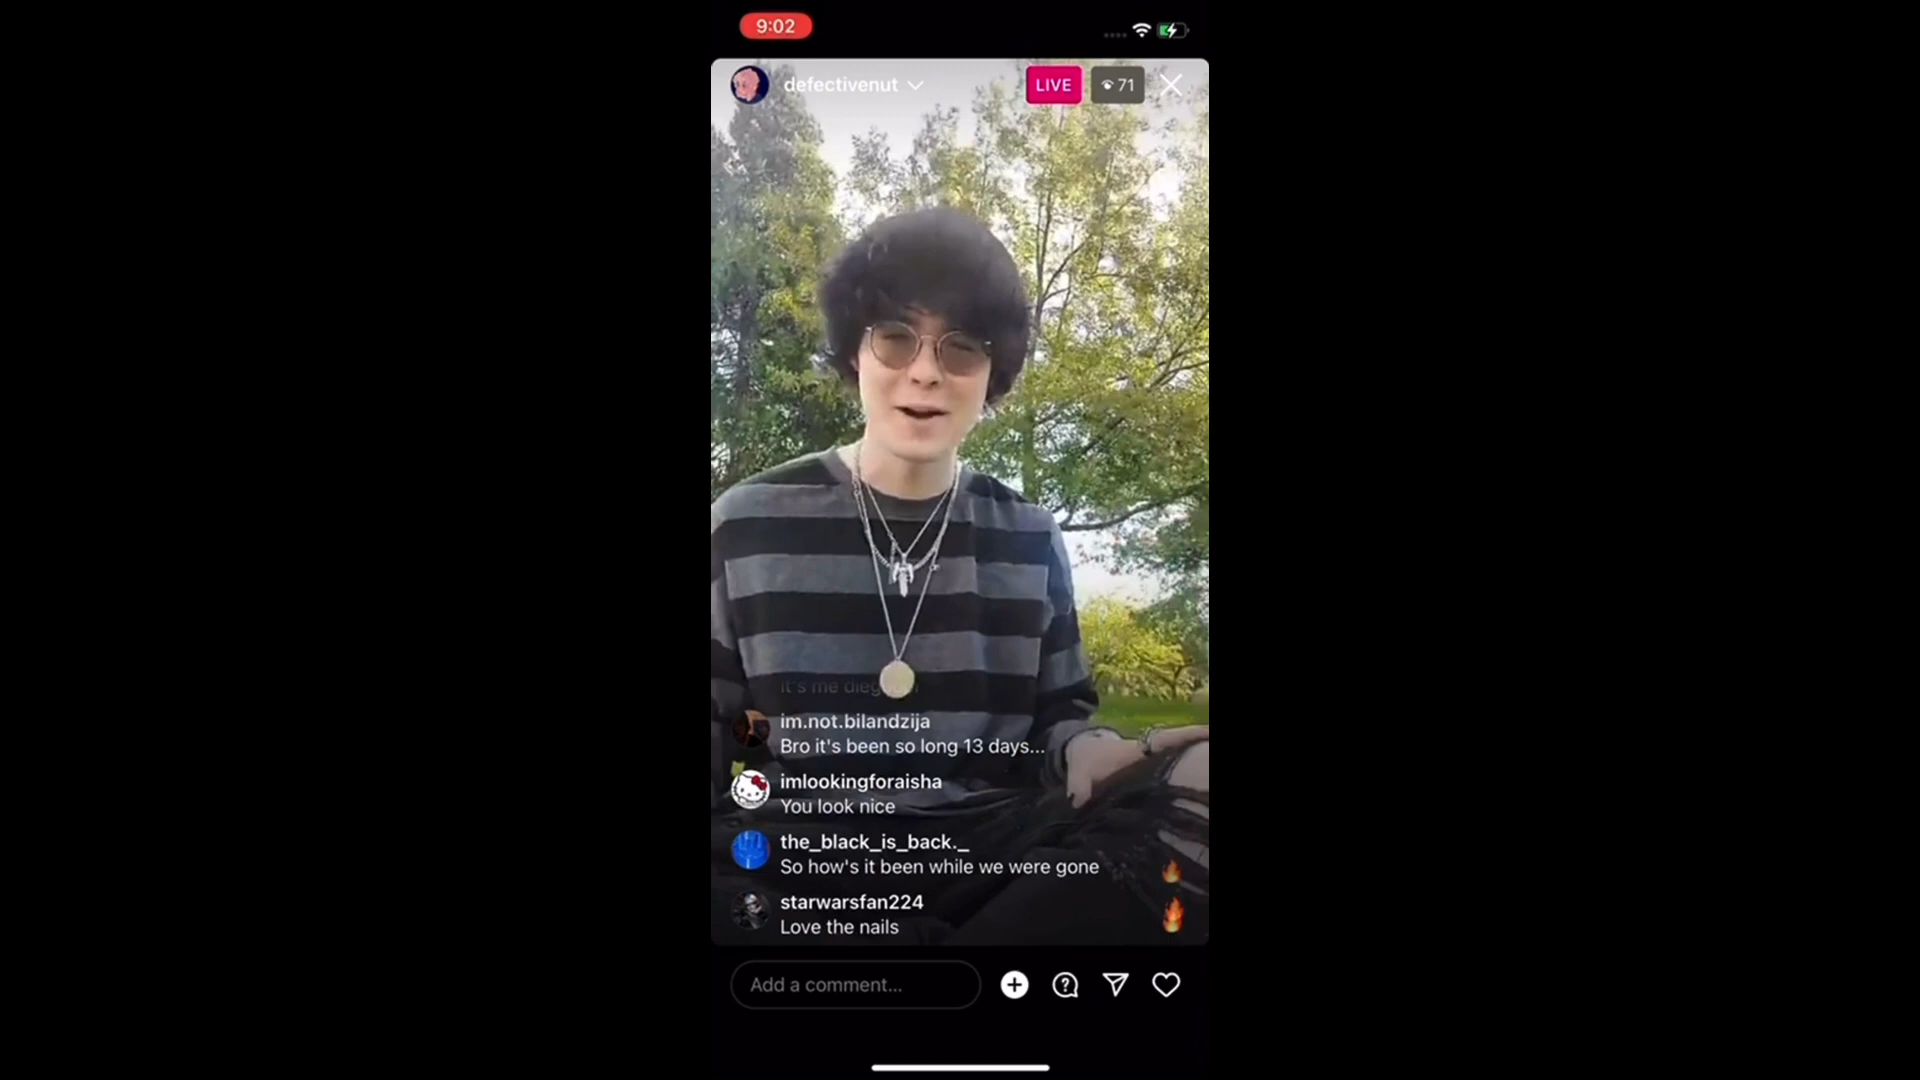 9:02
defectivenut
LIVE
71
im.not.bilandzija
Bro it's been so long 13 days...
imlookingforaisha
You look nice
the_black_is_back._
So how's it been while we were gone
starwarsfan224
Love the nails
Add a comment...